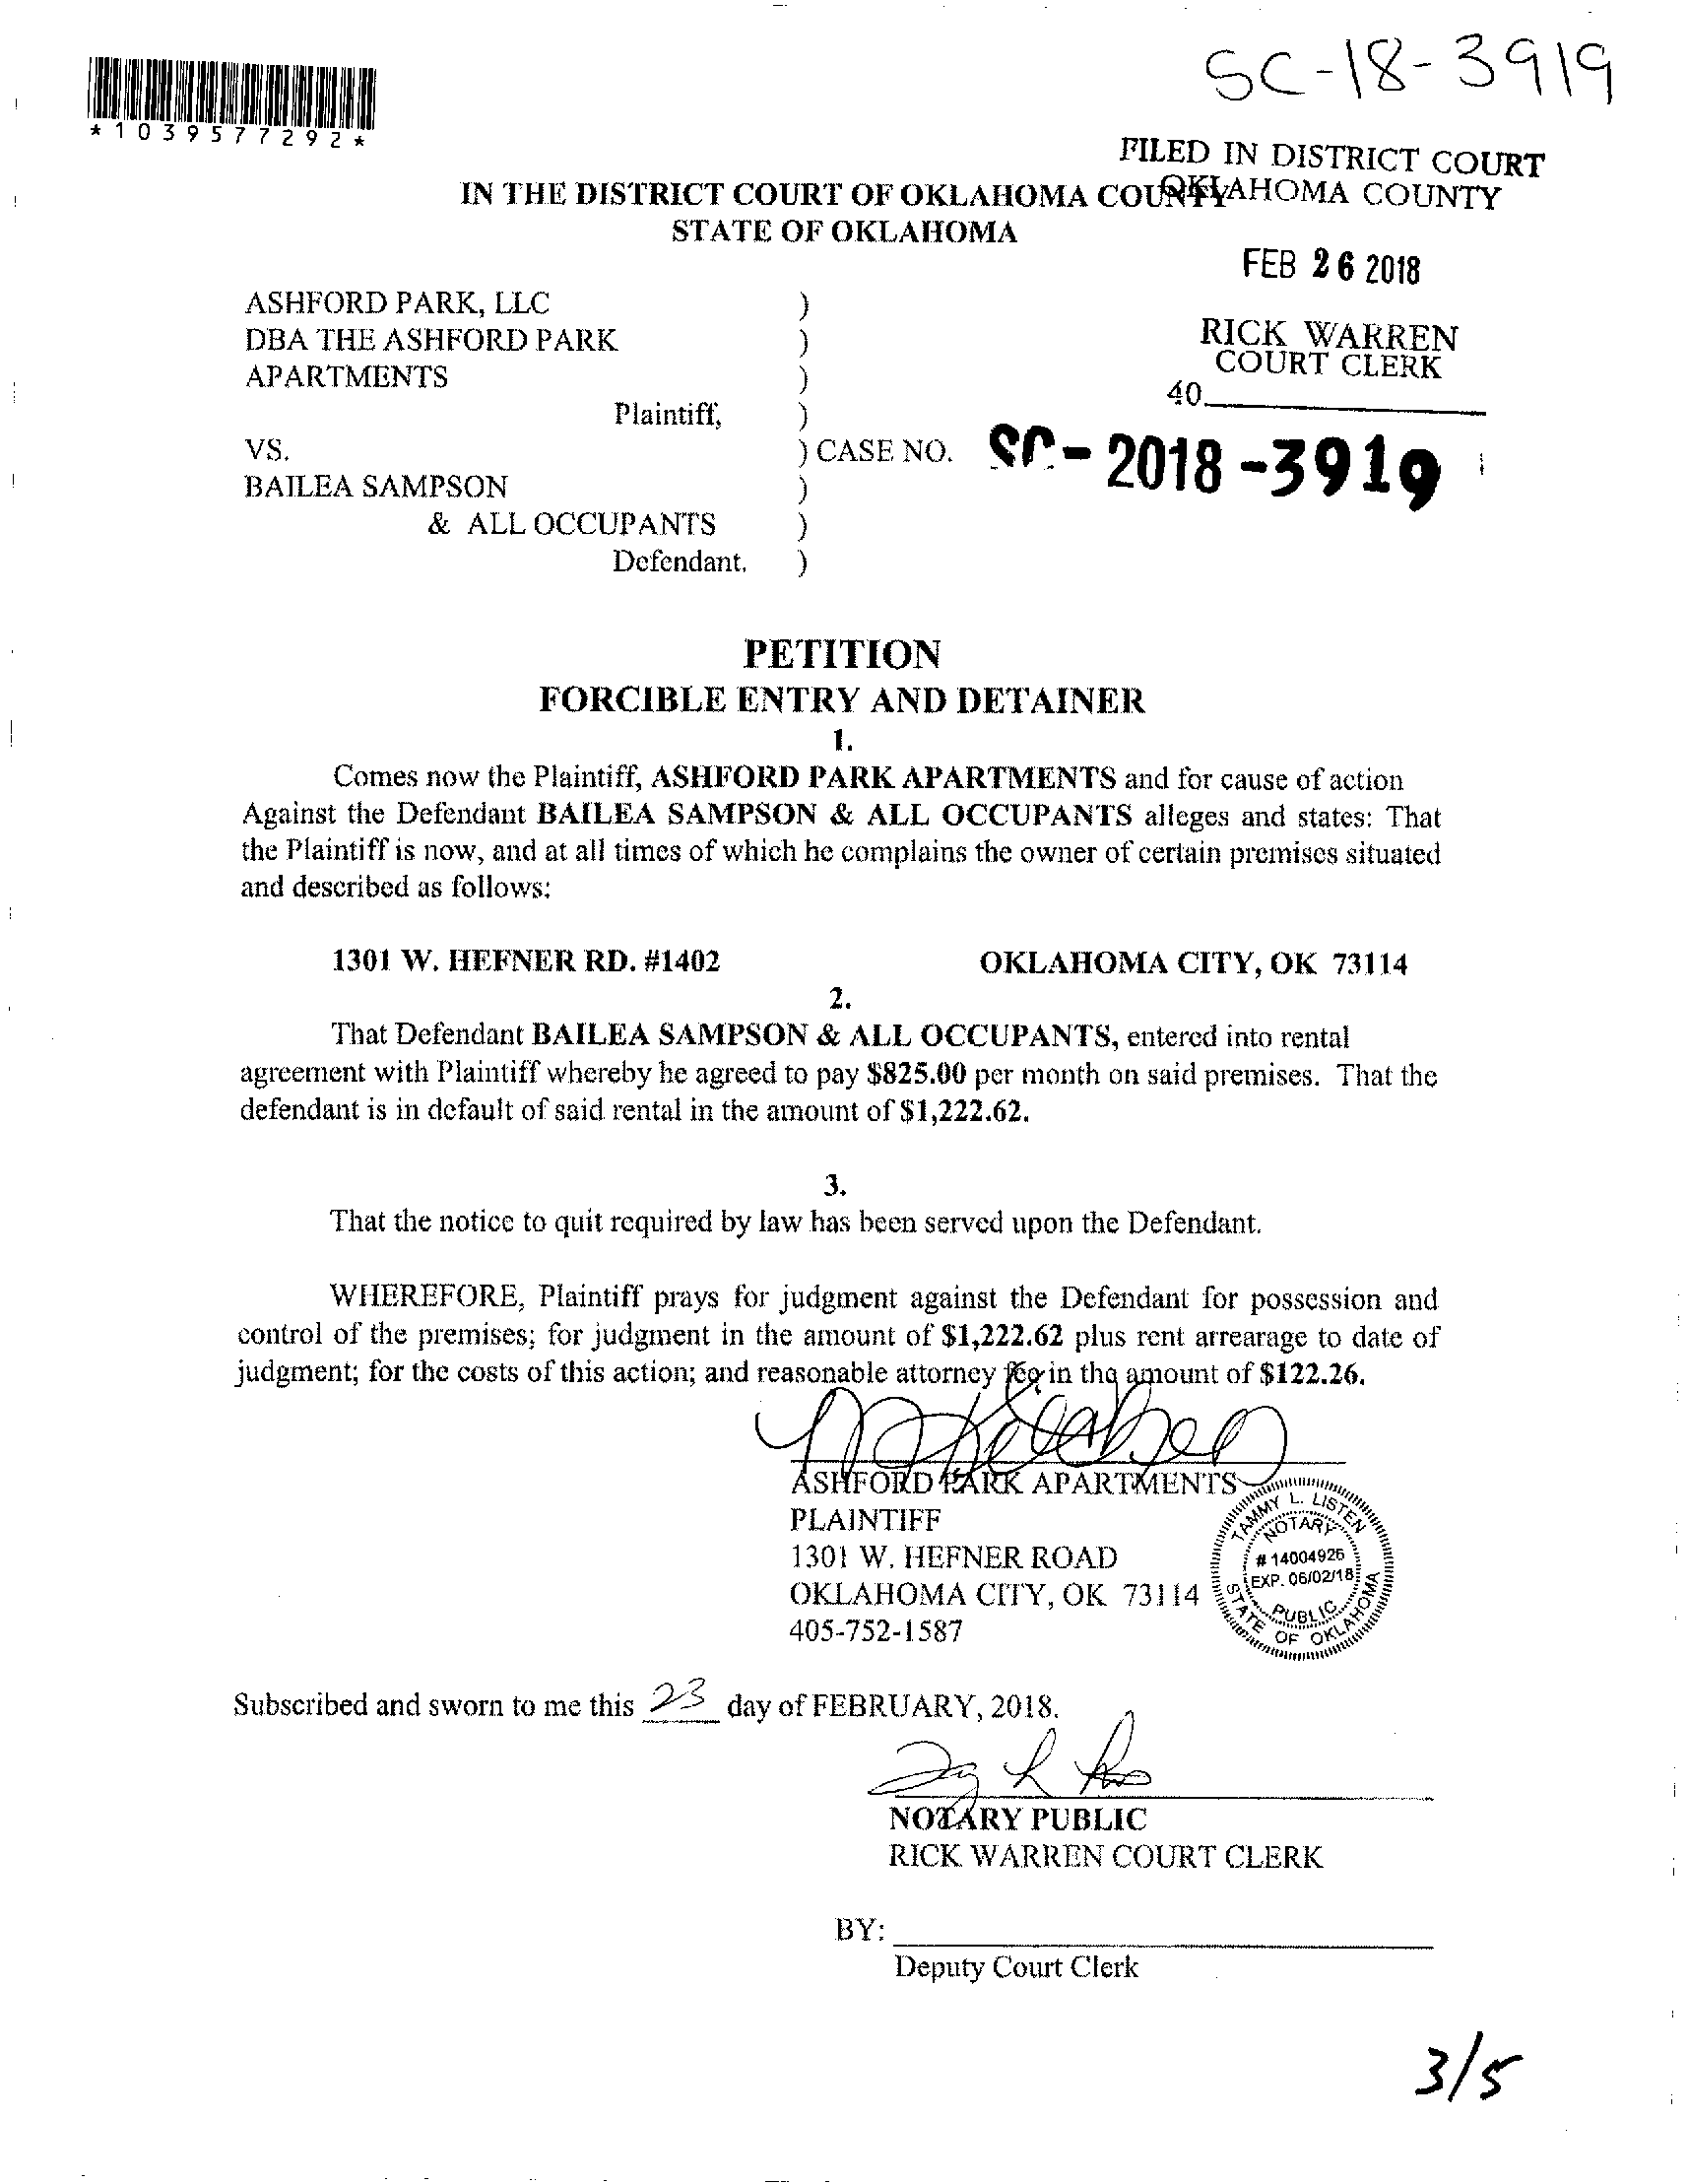 SC-18-3919
*1039577292*
FILED IN DISTRICT COURT
OKLAHOMA COUNTY
IN THE DISTRICT COURT OF OKLAHOMA COUNTY
STATE OF OKLAHOMA
FEB 26 2018
RICK WARREN
COURT CLERK
40
ASHFORD PARK, LLC )
DBA THE ASHFORD PARK )
APARTMENTS )
Plaintiff, )
VS. ) CASE NO. SC-2018-3919
BAILEA SAMPSON )
& ALL OCCUPANTS )
Defendant. )
PETITION
FORCIBLE ENTRY AND DETAINER
1.
Comes now the Plaintiff, ASHFORD PARK APARTMENTS and for cause of action
Against the Defendant BAILEA SAMPSON & ALL OCCUPANTS alleges and states: That
the Plaintiff is now, and at all times of which he complains the owner of certain premises situated
and described as follows:
1301 W. HEFNER RD. #1402 OKLAHOMA CITY, OK 73114
2.
That Defendant BAILEA SAMPSON & ALL OCCUPANTS, entered into rental
agreement with Plaintiff whereby he agreed to pay $825.00 per month on said premises. That the
defendant is in default of said rental in the amount of $1,222.62.
3.
That the notice to quit required by law has been served upon the Defendant.
WHEREFORE, Plaintiff prays for judgment against the Defendant for possession and
control of the premises; for judgment in the amount of $1,222.62 plus rent arrearage to date of
judgment; for the costs of this action; and reasonable attorney fee in the amount of $122.26.
ASHFORD PARK APARTMENTS
PLAINTIFF
1301 W. HEFNER ROAD
OKLAHOMA CITY, OK 73114
405-752-1587
TAMMY L. LISTEN
NOTARY
# 14004926
EXP. 06/02/18
PUBLIC
STATE OF OKLAHOMA
Subscribed and sworn to me this 23 day of FEBRUARY, 2018.
NOTARY PUBLIC
RICK WARREN COURT CLERK
BY:
Deputy Court Clerk
3/5